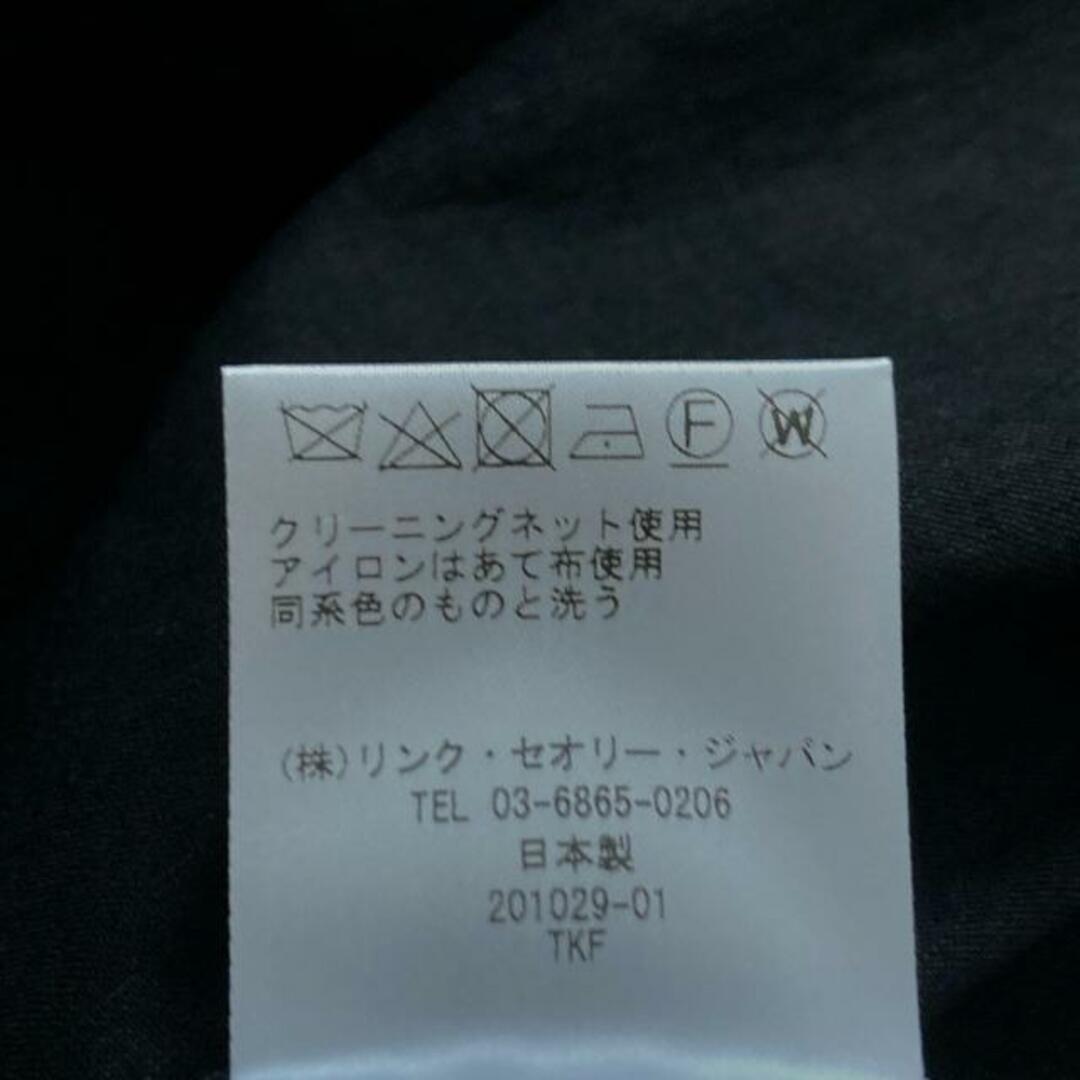 F W
クリーニングネット使用
アイロンはあて布使用
同系色のものと洗う
(株)リンク・セオリー・ジャパン
TEL 03-6865-0206
日本製
201029-01
TKF